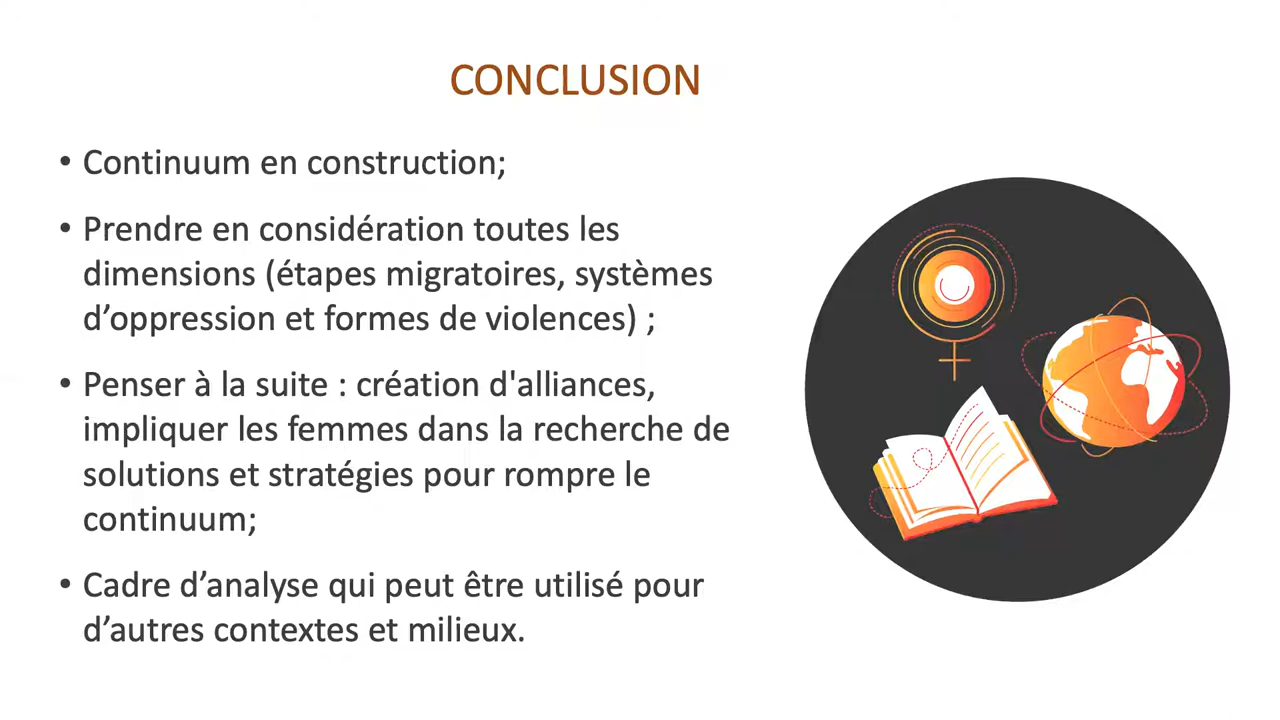 CONCLUSION
• Continuum en construction;
• Prendre en considération toutes les
dimensions (étapes migratoires, systèmes
d’oppression et formes de violences) ;
• Penser à la suite : création d'alliances,
impliquer les femmes dans la recherche de
solutions et stratégies pour rompre le
continuum;
• Cadre d’analyse qui peut être utilisé pour
d’autres contextes et milieux.